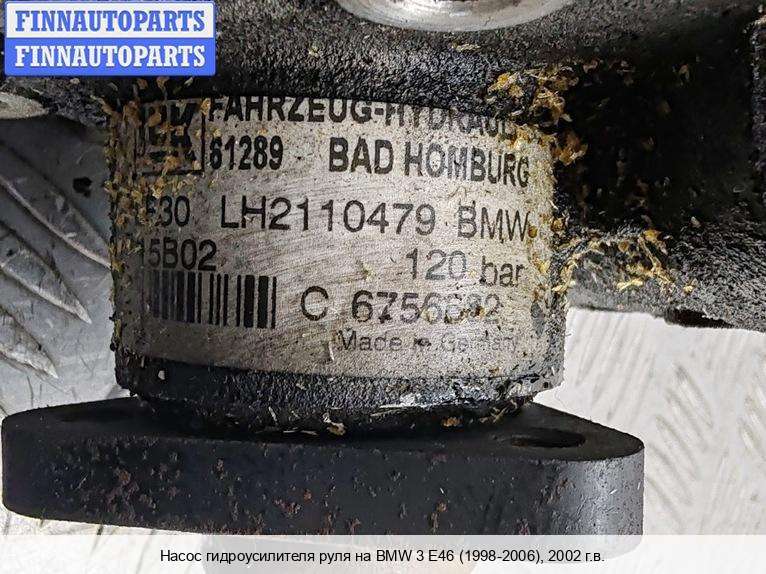 FINNAUTOPARTS
FINNAUTOPARTS
FAHRZEUG-HYDRAULI
61289 BAD HOMBURG
LH2110479 BMW
15B02 120 bar
C
Made in Germany
Насос гидроусилителя руля на BMW 3 E46 (1998-2006), 2002 г.в.